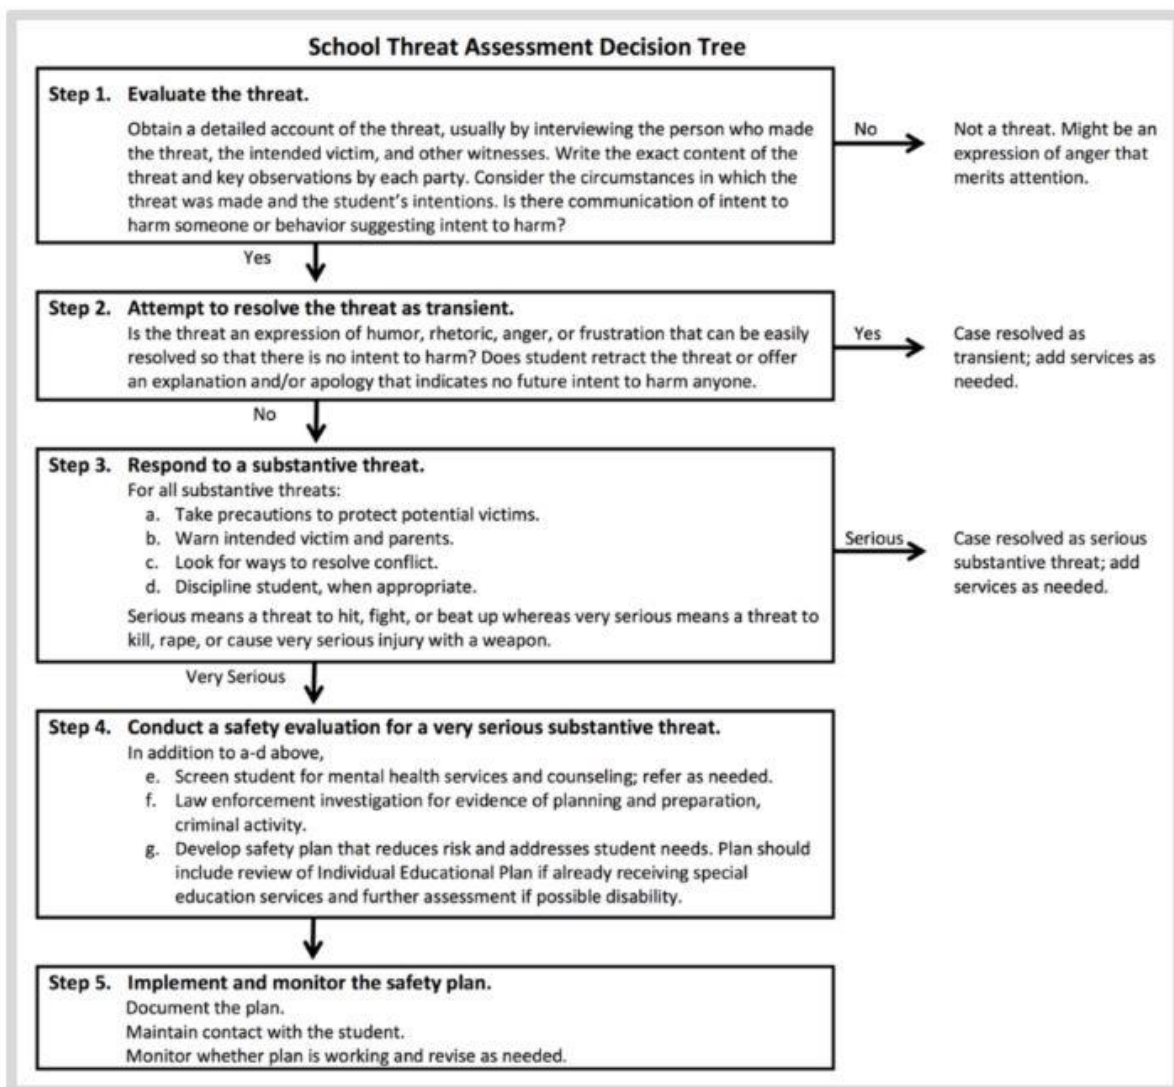 School Threat Assessment Decision Tree
Step 1. Evaluate the threat.
Obtain a detailed account of the threat, usually by interviewing the person who made
the threat, the intended victim, and other witnesses. Write the exact content of the
threat and key observations by each party. Consider the circumstances in which the
threat was made and the student's intentions. Is there communication of intent to
harm someone or behavior suggesting intent to harm?
No
Not a threat. Might be an
expression of anger that
merits attention.
Yes
Step 2. Attempt to resolve the threat as transient.
Is the threat an expression of humor, rhetoric, anger, or frustration that can be easily
resolved so that there is no intent to harm? Does student retract the threat or offer
an explanation and/or apology that indicates no future intent to harm anyone.
Yes
Case resolved as
transient; add services as
needed.
No
Step 3. Respond to a substantive threat.
For all substantive threats:
a. Take precautions to protect potential victims.
b. Warn intended victim and parents.
c. Look for ways to resolve conflict.
d. Discipline student, when appropriate.
Serious means a threat to hit, fight, or beat up whereas very serious means a threat to
kill, rape, or cause very serious injury with a weapon.
Serious
Case resolved as serious
substantive threat; add
services as needed.
Very Serious
Step 4. Conduct a safety evaluation for a very serious substantive threat.
In addition to a-d above,
e. Screen student for mental health services and counseling; refer as needed.
f. Law enforcement investigation for evidence of planning and preparation,
criminal activity.
g. Develop safety plan that reduces risk and addresses student needs. Plan should
include review of Individual Educational Plan if already receiving special
education services and further assessment if possible disability.
Step 5. Implement and monitor the safety plan.
Document the plan.
Maintain contact with the student.
Monitor whether plan is working and revise as needed.